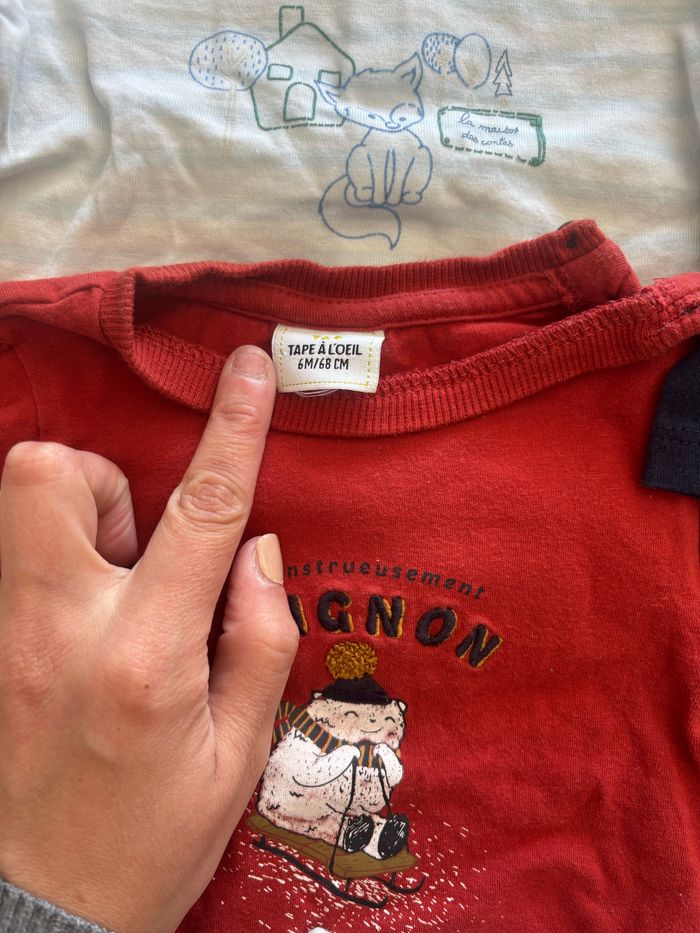 la maison
des contes
TAPE À L'OEIL
6M/68 CM
nstrueusement
IGNON